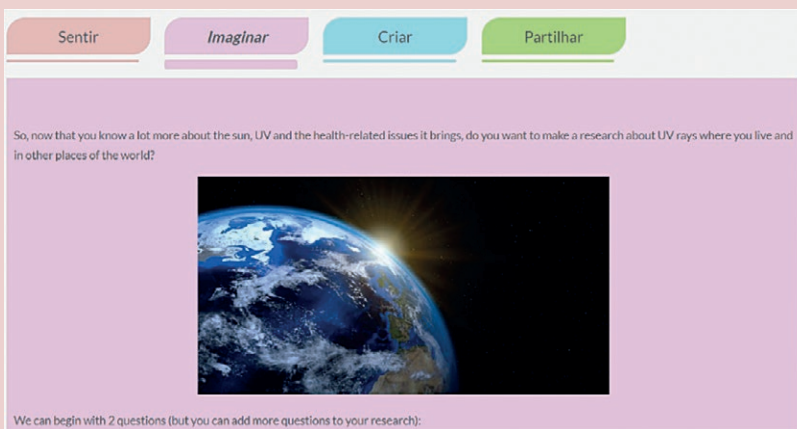 Sentir Imaginar Criar Partilhar
So, now that you know a lot more about the sun, UV and the health-related issues it brings, do you want to make a research about UV rays where you live and
in other places of the world?
We can begin with 2 questions (but you can add more questions to your research):